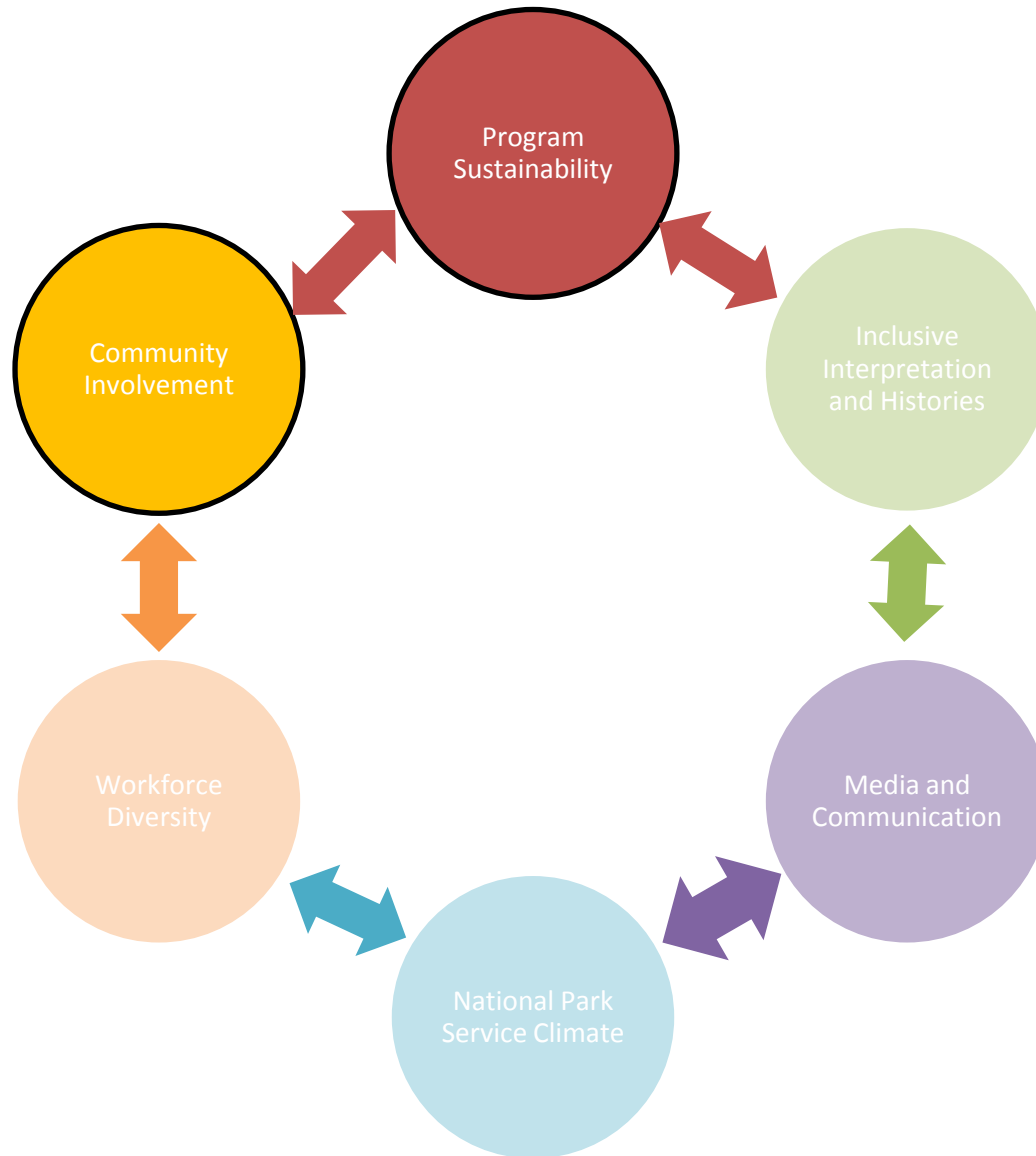 Program
Sustainability
Community
Involvement
Inclusive
Interpretation
and Histories
Workforce
Diversity
Media and
Communication
National Park
Service Climate